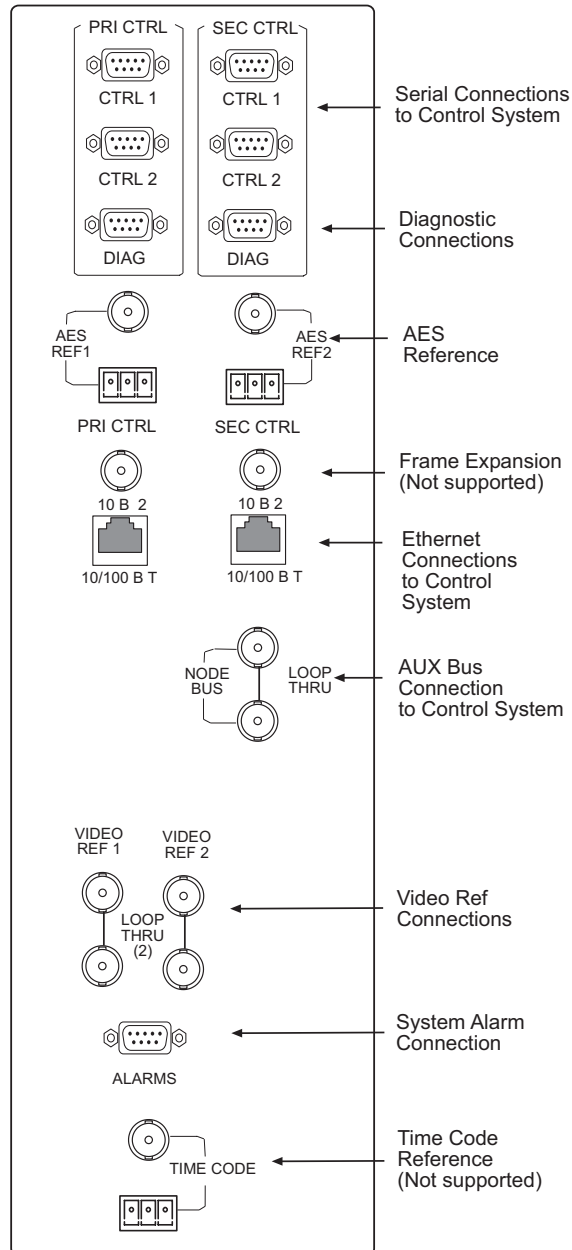 PRI CTRL
SEC CTRL
CTRL 1
CTRL 1
Serial Connections
to Control System
CTRL 2
CTRL 2
DIAG
DIAG
Diagnostic
Connections
AES
REF1
AES
REF2
AES
Reference
PRI CTRL
SEC CTRL
10 B 2
10 B 2
Frame Expansion
(Not supported)
10/100 B T
10/100 B T
Ethernet
Connections
to Control
System
NODE
BUS
LOOP
THRU
AUX Bus
Connection
to Control System
VIDEO
REF 1
VIDEO
REF 2
LOOP
THRU
(2)
Video Ref
Connections
ALARMS
System Alarm
Connection
TIME CODE
Time Code
Reference
(Not supported)